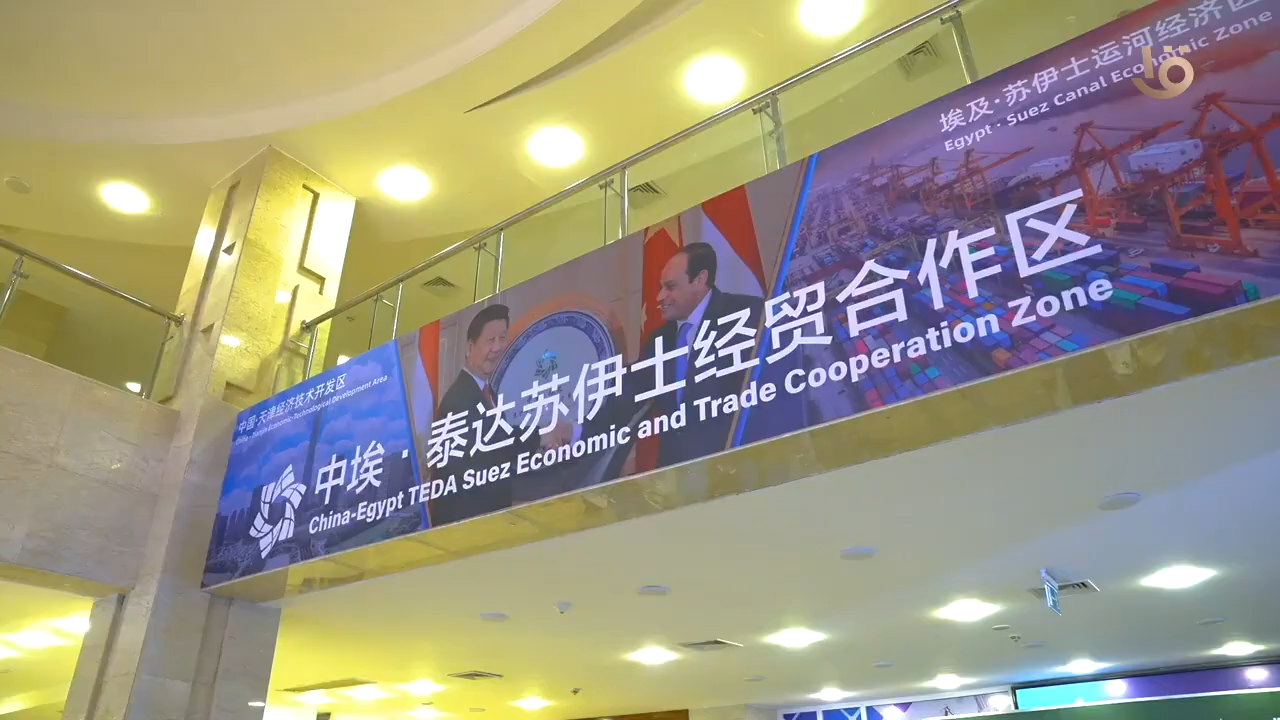 中国·天津经济技术开发区
China · Tianjin Economic-Technological Development Area
中埃·泰达苏伊士经贸合作区
China-Egypt TEDA Suez Economic and Trade Cooperation Zone
埃及·苏伊士运河经济区
Egypt · Suez Canal Economic Zone